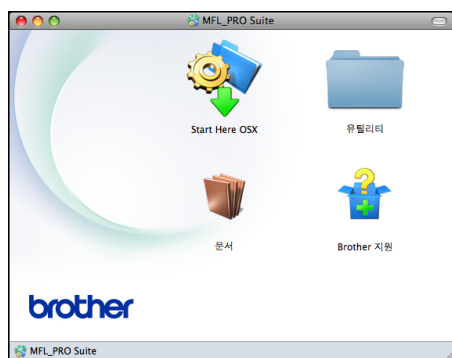 MFL_PRO Suite
Start Here OSX
유틸리티
문서
Brother 지원
brother
MFL_PRO Suite